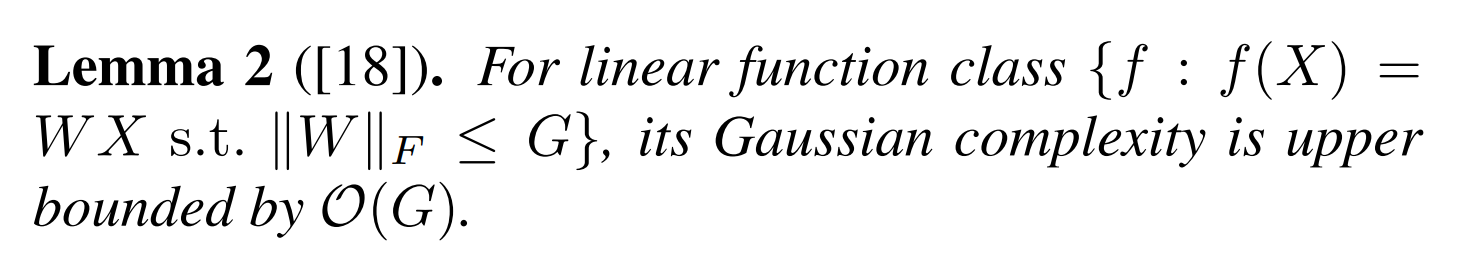 Lemma 2 ([18]). For linear function class {f : f(X) =
WX s.t. ‖W‖_F ≤ G}, its Gaussian complexity is upper
bounded by 𝒪(G).